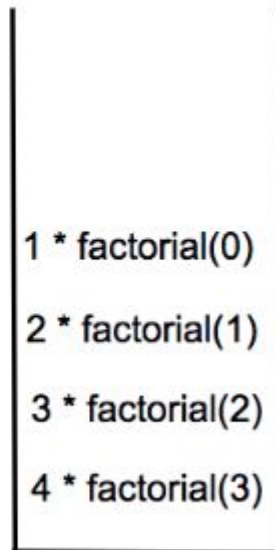 1 * factorial(0)
2 * factorial(1)
3 * factorial(2)
4 * factorial(3)